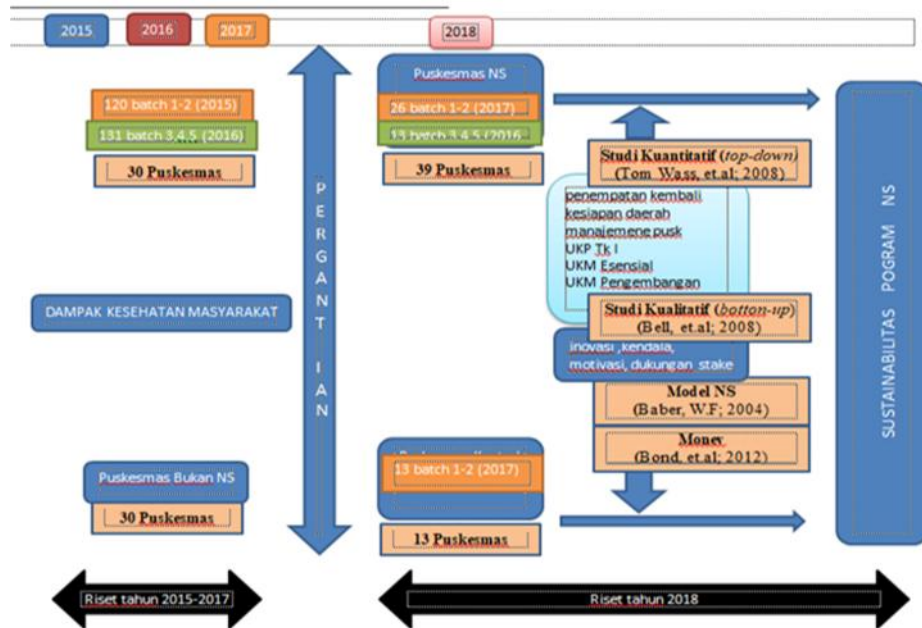 2015
2016
2017
2018
120 batch 1-2 (2015)
131 batch 3,4,5 (2016)
30 Puskesmas
DAMPAK KESEHATAN MASYARAKAT
Puskesmas Bukan NS
30 Puskesmas
PERGANTIAN
Puskesmas NS
26 batch 1-2 (2017)
13 batch 3,4,5 (2016
39 Puskesmas
Studi Kuantitatif (top-down)
(Tom Wass, et.al; 2008)
penempatan kembali
kesiapan daerah
manajemene pusk
UKP Tk I
UKM Esensial
UKM Pengembangan
Studi Kualitatif (botton-up)
(Bell, et.al; 2008)
inovasi ,kendala,
motivasi, dukungan stake
Model NS
(Baber, W.F; 2004)
Monev
(Bond, et.al; 2012)
13 batch 1-2 (2017)
13 Puskesmas
SUSTAINABILITAS POGRAM NS
Riset tahun 2015-2017
Riset tahun 2018